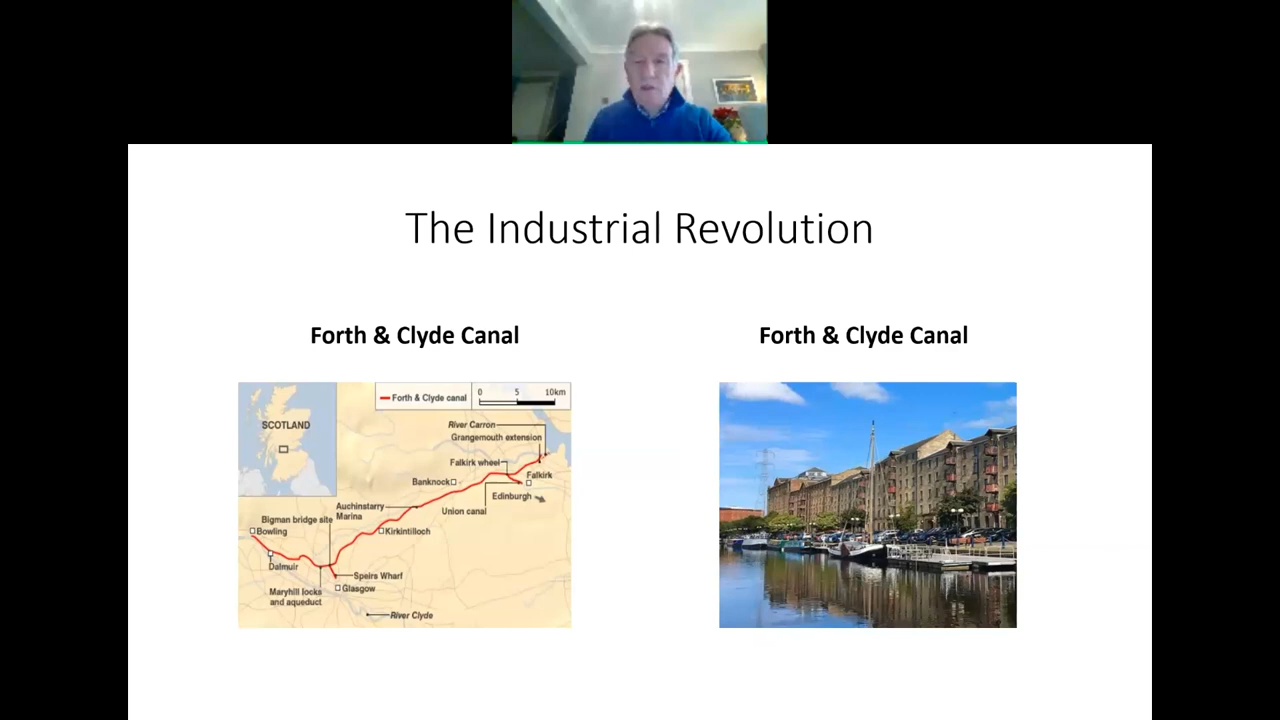 The Industrial Revolution
Forth & Clyde Canal
Forth & Clyde Canal
Forth & Clyde canal
0 5 10km
SCOTLAND
River Carron
Grangemouth extension
Falkirk wheel
Falkirk
Banknock
Edinburgh
Union canal
Auchinstarry
Marina
Bigman bridge site
Bowling
Kirkintilloch
Dalmuir
Speirs Wharf
Glasgow
Maryhill locks
and aqueduct
River Clyde